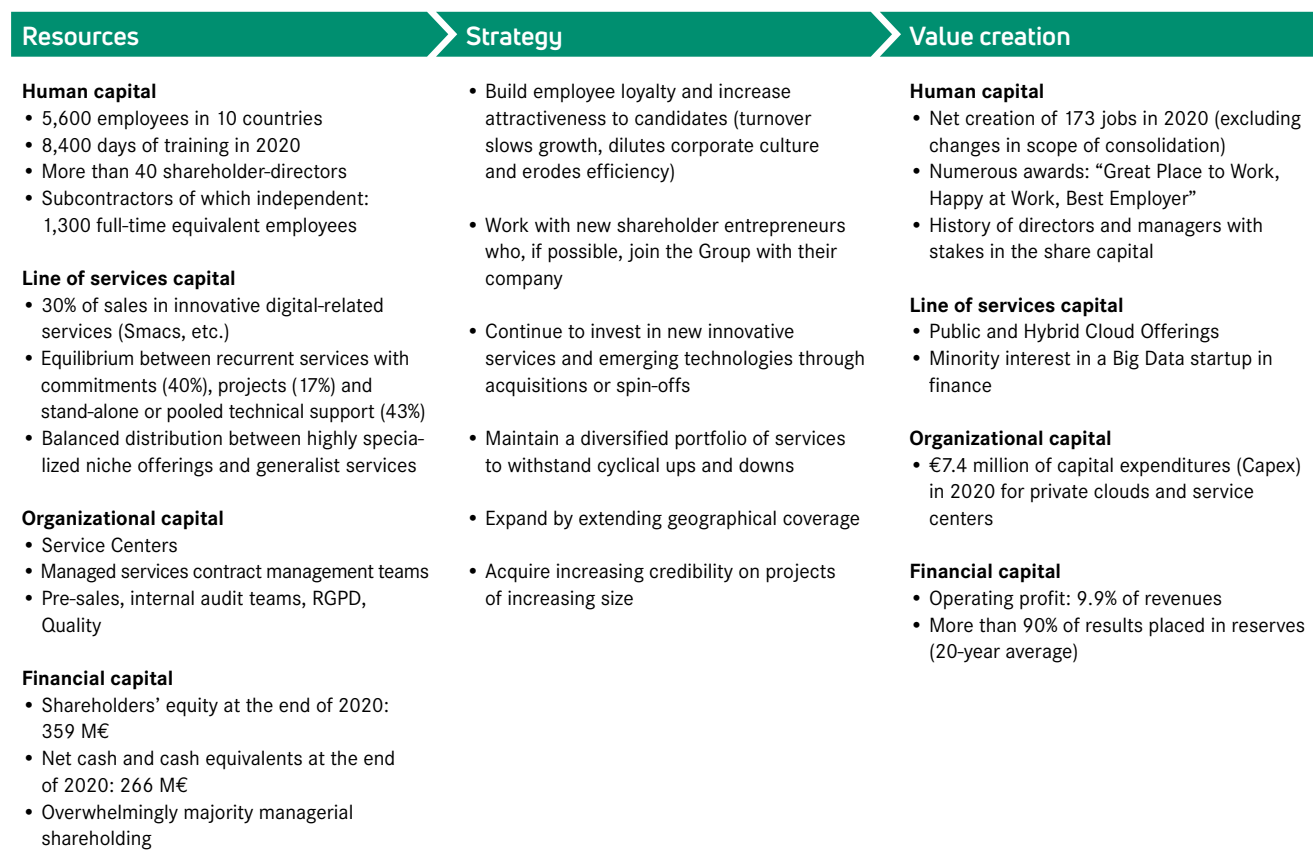 Resources
Strategy
Value creation
Human capital
• 5,600 employees in 10 countries
• 8,400 days of training in 2020
• More than 40 shareholder-directors
• Subcontractors of which independent:
1,300 full-time equivalent employees
Line of services capital
• 30% of sales in innovative digital-related
services (Smacs, etc.)
• Equilibrium between recurrent services with
commitments (40%), projects (17%) and
stand-alone or pooled technical support (43%)
• Balanced distribution between highly specia-
lized niche offerings and generalist services
Organizational capital
• Service Centers
• Managed services contract management teams
• Pre-sales, internal audit teams, RGPD,
Quality
Financial capital
• Shareholders’ equity at the end of 2020:
359 M€
• Net cash and cash equivalents at the end
of 2020: 266 M€
• Overwhelmingly majority managerial
shareholding
• Build employee loyalty and increase
attractiveness to candidates (turnover
slows growth, dilutes corporate culture
and erodes efficiency)
• Work with new shareholder entrepreneurs
who, if possible, join the Group with their
company
• Continue to invest in new innovative
services and emerging technologies through
acquisitions or spin-offs
• Maintain a diversified portfolio of services
to withstand cyclical ups and downs
• Expand by extending geographical coverage
• Acquire increasing credibility on projects
of increasing size
Human capital
• Net creation of 173 jobs in 2020 (excluding
changes in scope of consolidation)
• Numerous awards: “Great Place to Work,
Happy at Work, Best Employer”
• History of directors and managers with
stakes in the share capital
Line of services capital
• Public and Hybrid Cloud Offerings
• Minority interest in a Big Data startup in
finance
Organizational capital
• €7.4 million of capital expenditures (Capex)
in 2020 for private clouds and service
centers
Financial capital
• Operating profit: 9.9% of revenues
• More than 90% of results placed in reserves
(20-year average)